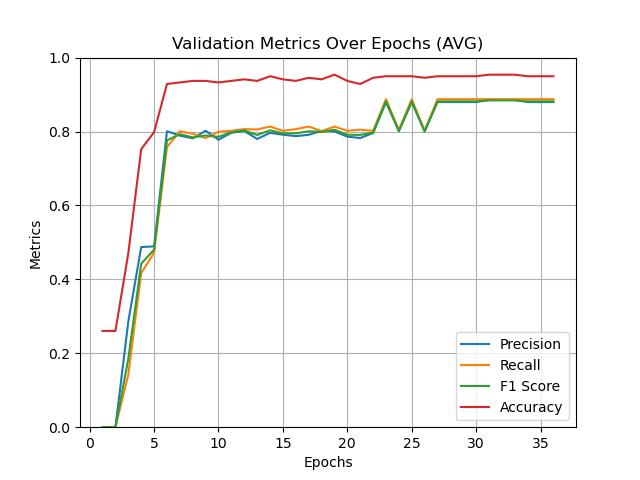 Validation Metrics Over Epochs (AVG)
1.0
0.8
0.6
0.4
0.2
0.0
Metrics
0 5 10 15 20 25 30 35
Epochs
Precision
Recall
F1 Score
Accuracy